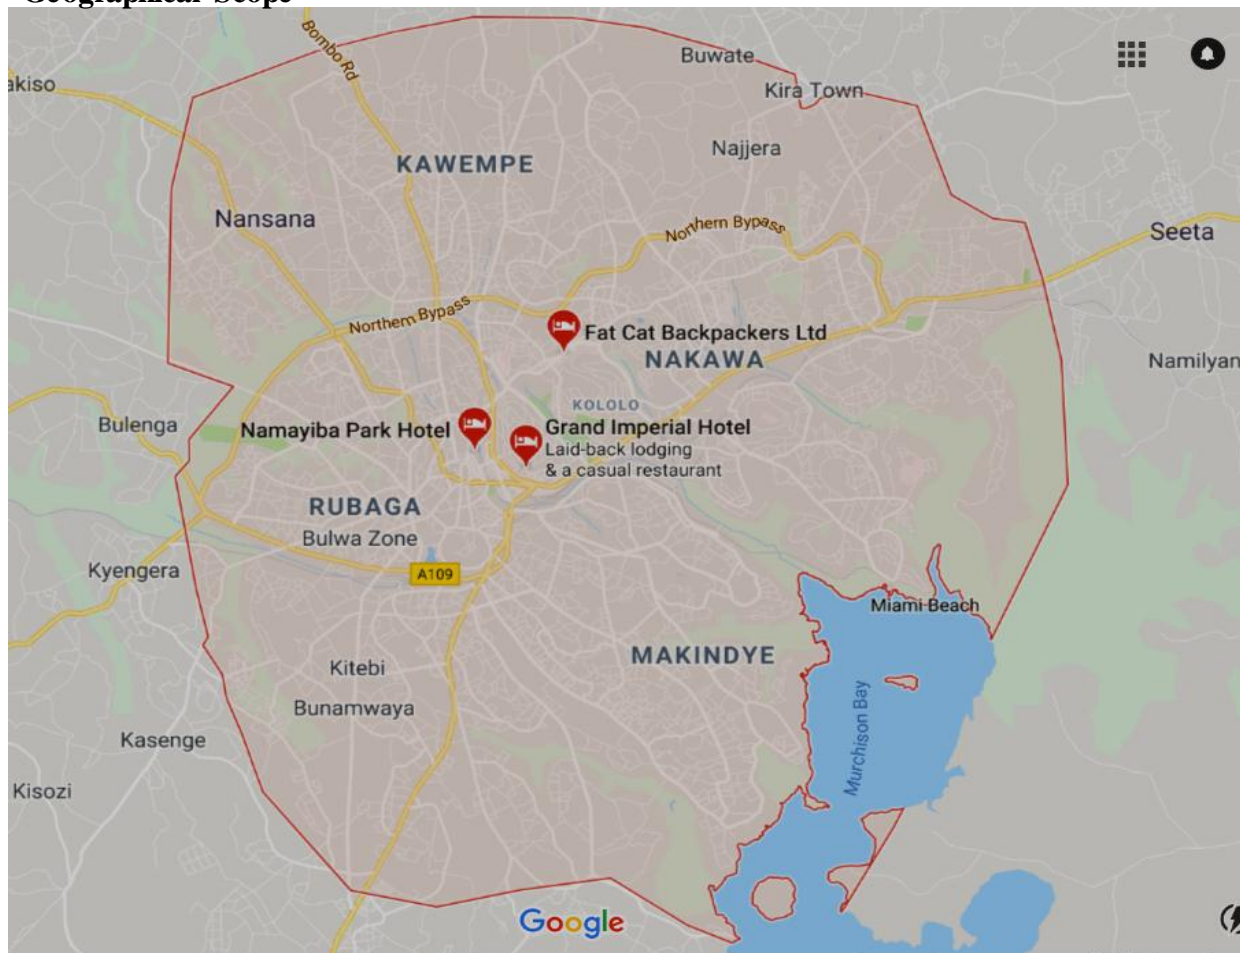 Geographical Scope
Buwate
Bombo Rd
akiso
Kira Town
Najjera
KAWEMPE
Nansana
Northern Bypass
Seeta
Northern Bypass
Fat Cat Backpackers Ltd
NAKAWA
Namilyan
KOLOLO
Bulenga
Namayiba Park Hotel
Grand Imperial Hotel
Laid-back lodging
& a casual restaurant
RUBAGA
Bulwa Zone
Kyengera
A109
Miami Beach
MAKINDYE
Kitebi
Bunamwaya
Murchison Bay
Kasenge
Kisozi
Google